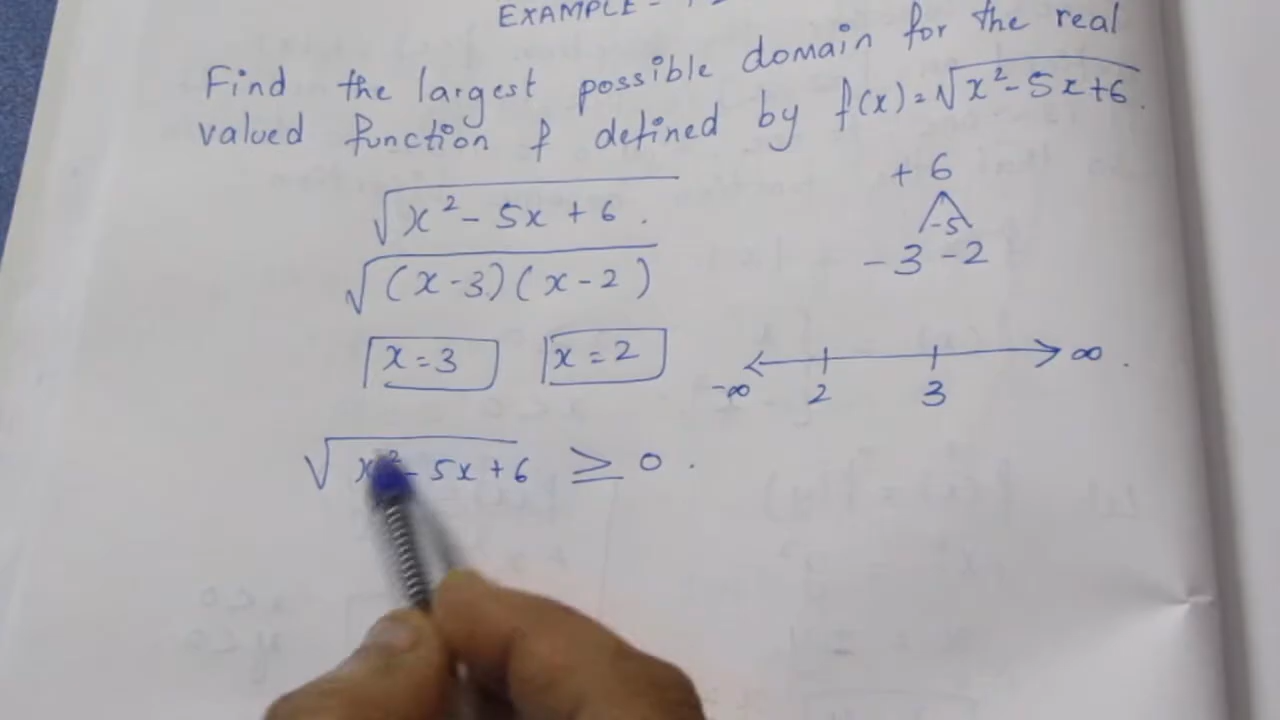 EXAMPLE -
Find the largest possible domain for the real
valued function f defined by f(x) = √x² - 5x + 6.
+ 6
√x² - 5x + 6.
-5
-3 -2
√(x-3)(x-2)
x = 3 x = 2
-∞ 2 3 ∞.
√x² - 5x + 6 ≥ 0.